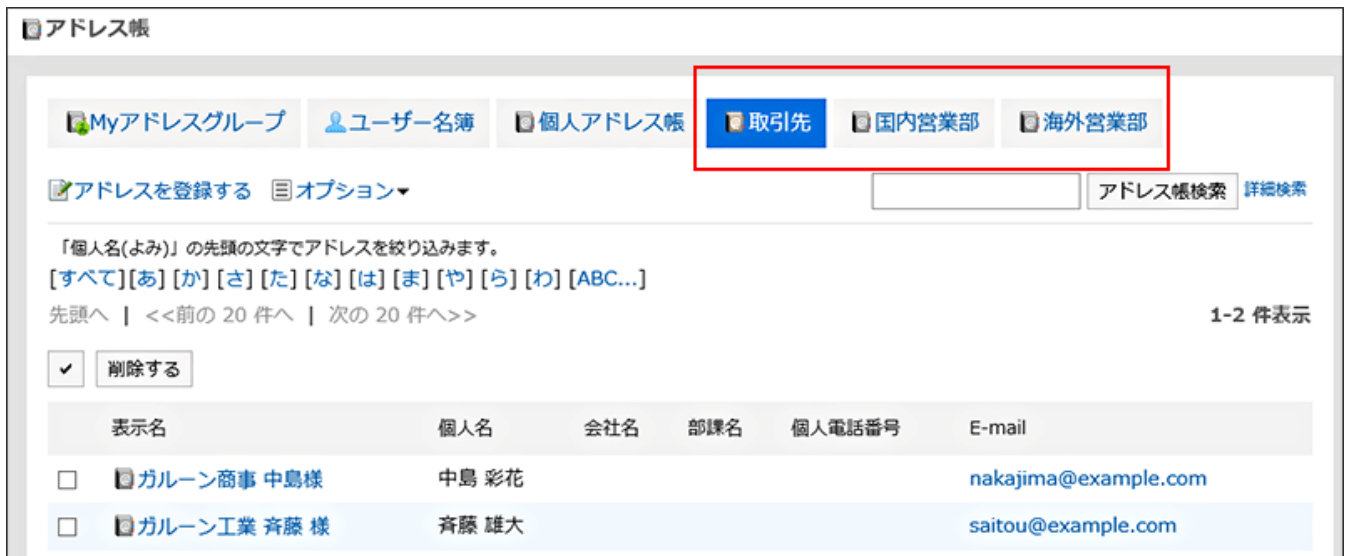 アドレス帳
Myアドレスグループ ユーザー名簿 個人アドレス帳 取引先 国内営業部 海外営業部
アドレスを登録する オプション▼ アドレス帳検索 詳細検索
「個人名(よみ)」の先頭の文字でアドレスを絞り込みます。
[すべて][あ] [か] [さ] [た] [な] [は] [ま] [や] [ら] [わ] [ABC...]
先頭へ | <<前の 20 件へ | 次の 20 件へ>> 1-2 件表示
削除する
表示名 個人名 会社名 部課名 個人電話番号 E-mail
ガルーン商事 中島様 中島 彩花 nakajima@example.com
ガルーン工業 斉藤 様 斉藤 雄大 saitou@example.com